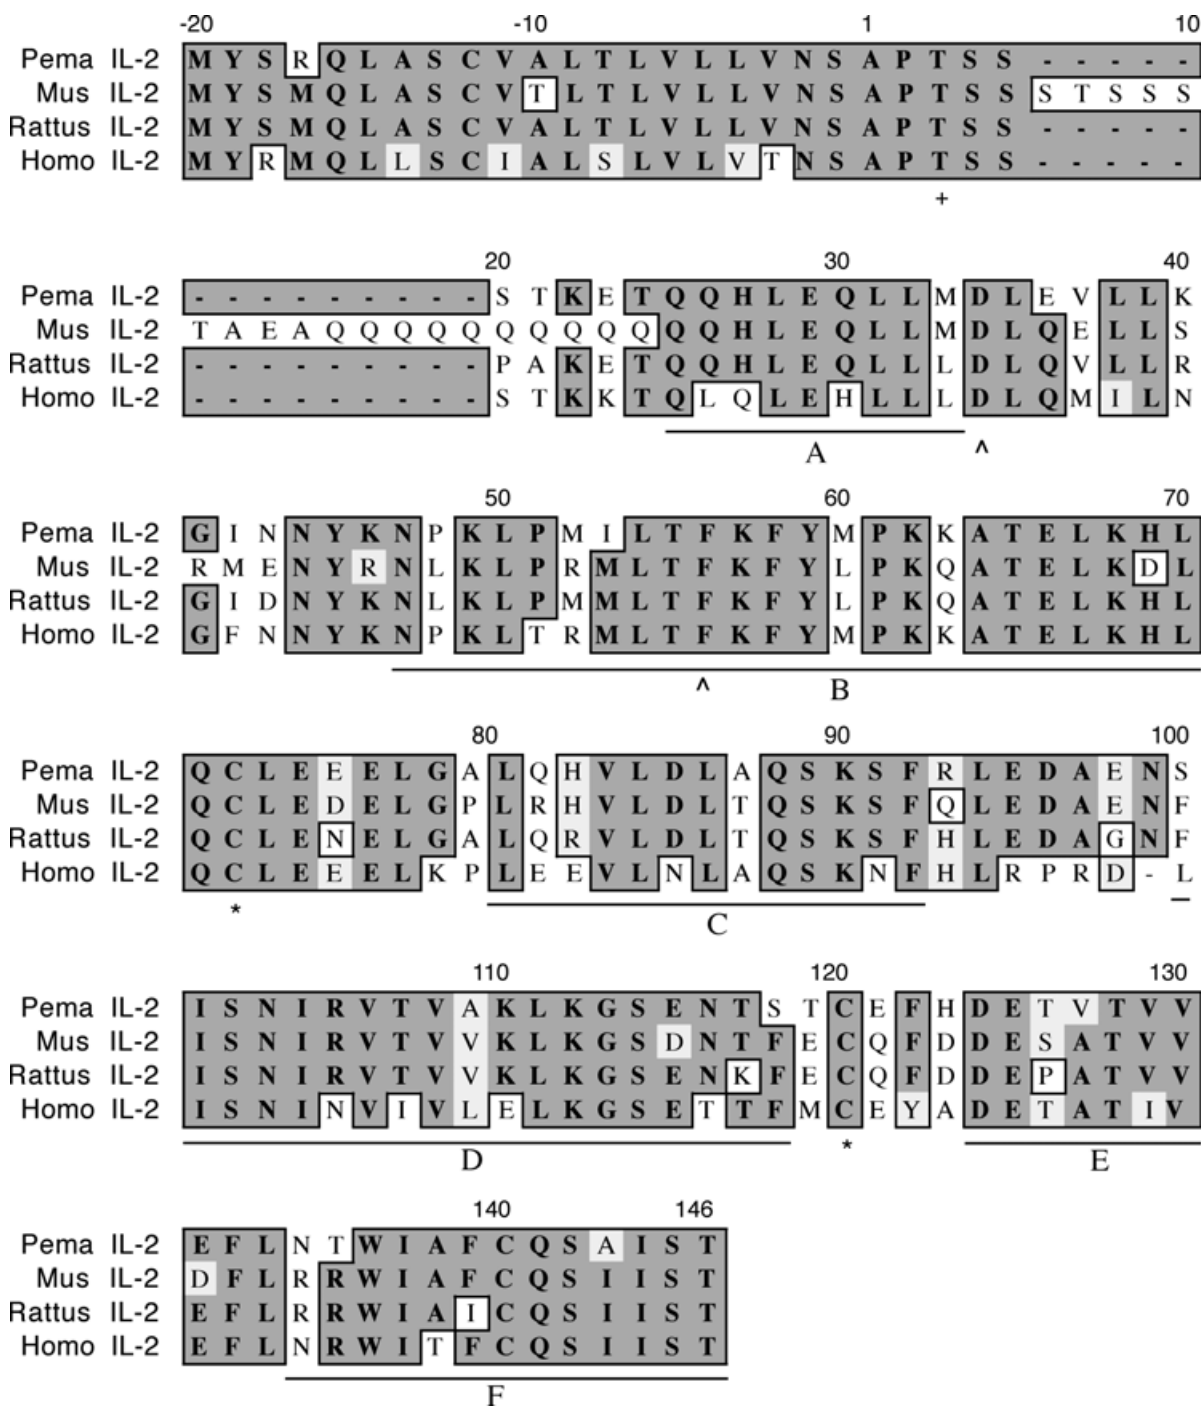 -20 -10 1 10
Pema IL-2 M Y S R Q L A S C V A L T L V L L V N S A P T S S - - - - -
Mus IL-2 M Y S M Q L A S C V T L T L V L L V N S A P T S S S T S S S
Rattus IL-2 M Y S M Q L A S C V A L T L V L L V N S A P T S S - - - - -
Homo IL-2 M Y R M Q L L S C I A L S L V L V T N S A P T S S - - - - -
+
20 30 40
Pema IL-2 - - - - - - - - - S T K E T Q Q H L E Q L L M D L E V L L K
Mus IL-2 T A E A Q Q Q Q Q Q Q Q Q Q Q Q H L E Q L L M D L Q E L L S
Rattus IL-2 - - - - - - - - - P A K E T Q Q H L E Q L L L D L Q V L L R
Homo IL-2 - - - - - - - - - S T K K T Q L Q L E H L L L D L Q M I L N
A ^
50 60 70
Pema IL-2 G I N N Y K N P K L P M I L T F K F Y M P K K A T E L K H L
Mus IL-2 R M E N Y R N L K L P R M L T F K F Y L P K Q A T E L K D L
Rattus IL-2 G I D N Y K N L K L P M M L T F K F Y L P K Q A T E L K H L
Homo IL-2 G F N N Y K N P K L T R M L T F K F Y M P K K A T E L K H L
^ B
80 90 100
Pema IL-2 Q C L E E E L G A L Q H V L D L A Q S K S F R L E D A E N S
Mus IL-2 Q C L E D E L G P L R H V L D L T Q S K S F Q L E D A E N F
Rattus IL-2 Q C L E N E L G A L Q R V L D L T Q S K S F H L E D A G N F
Homo IL-2 Q C L E E E L K P L E E V L N L A Q S K N F H L R P R D - L
* C
110 120 130
Pema IL-2 I S N I R V T V A K L K G S E N T S T C E F H D E T V T V V
Mus IL-2 I S N I R V T V V K L K G S D N T F E C Q F D D E S A T V V
Rattus IL-2 I S N I R V T V V K L K G S E N K F E C Q F D D E P A T V V
Homo IL-2 I S N I N V I V L E L K G S E T T F M C E Y A D E T A T I V
D * E
140 146
Pema IL-2 E F L N T W I A F C Q S A I S T
Mus IL-2 D F L R R W I A F C Q S I I S T
Rattus IL-2 E F L R R W I A I C Q S I I S T
Homo IL-2 E F L N R W I T F C Q S I I S T
F